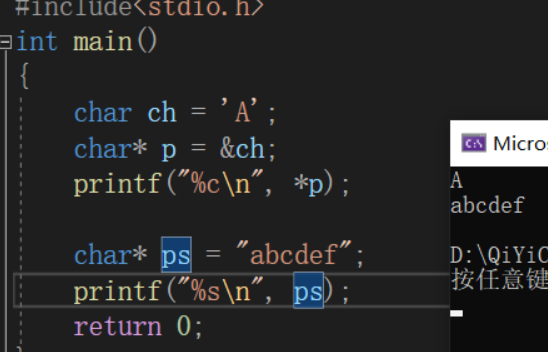 #include<stdio.h>
int main()
{
char ch = 'A';
char* p = &ch;
printf("%c\n", *p);
char* ps = "abcdef";
printf("%s\n", ps);
return 0;
Micros
A
abcdef
D:\QiYiC
按任意键